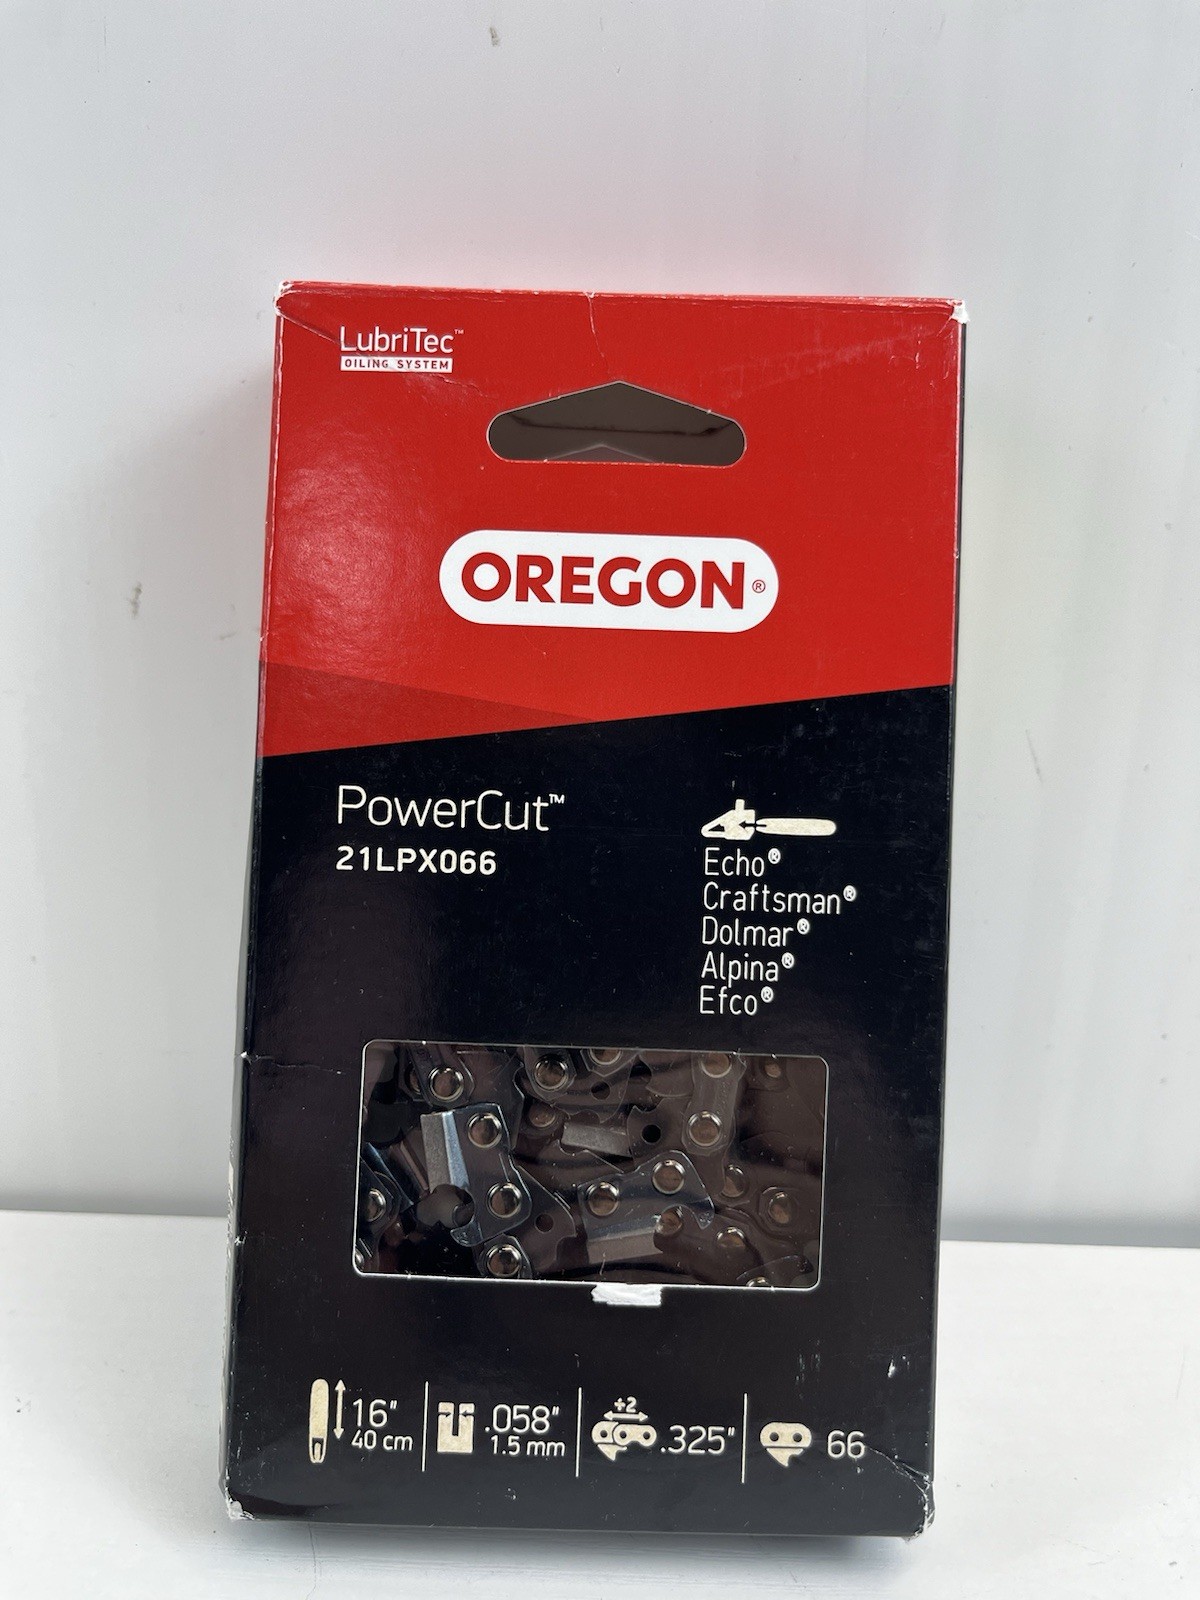 LubriTec™
OILING SYSTEM
OREGON®
PowerCut™
21LPX066
Echo®
Craftsman®
Dolmar®
Alpina®
Efco®
16"
40 cm
.058"
1.5 mm
÷2
.325"
66